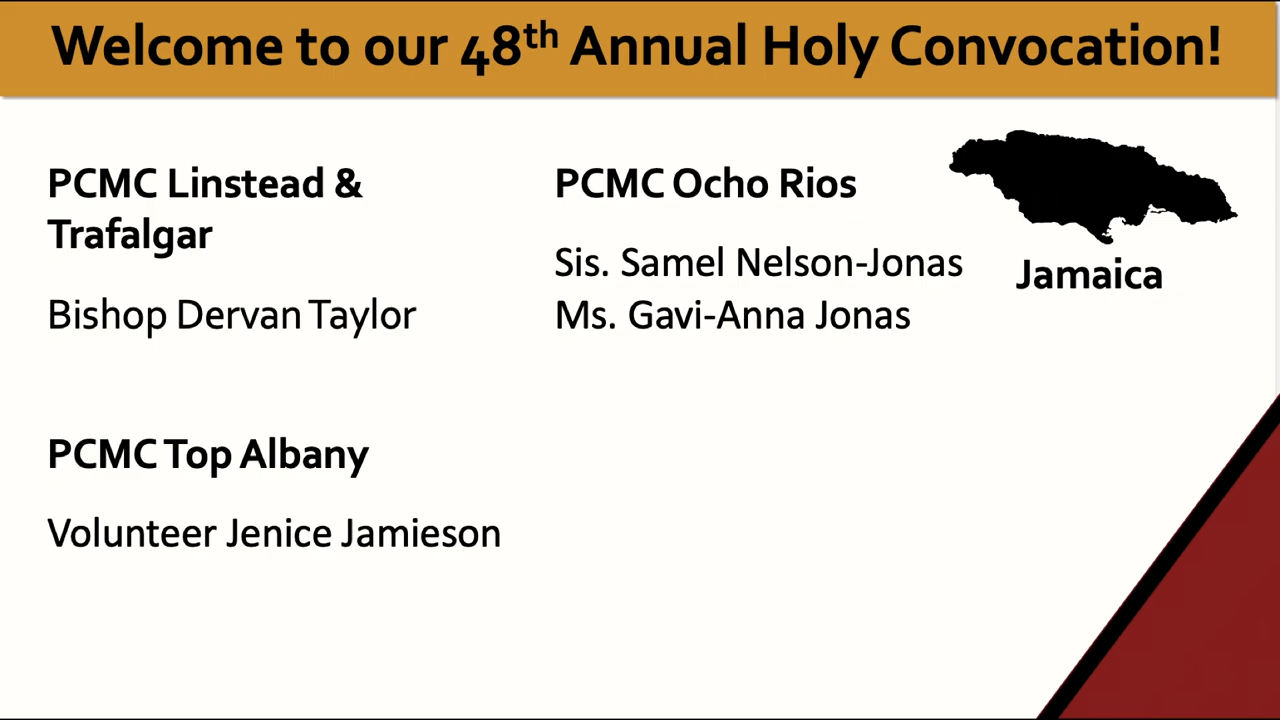 Welcome to our 48th Annual Holy Convocation!
PCMC Linstead &
Trafalgar
Bishop Dervan Taylor
PCMC Ocho Rios
Sis. Samel Nelson-Jonas
Ms. Gavi-Anna Jonas
Jamaica
PCMC Top Albany
Volunteer Jenice Jamieson